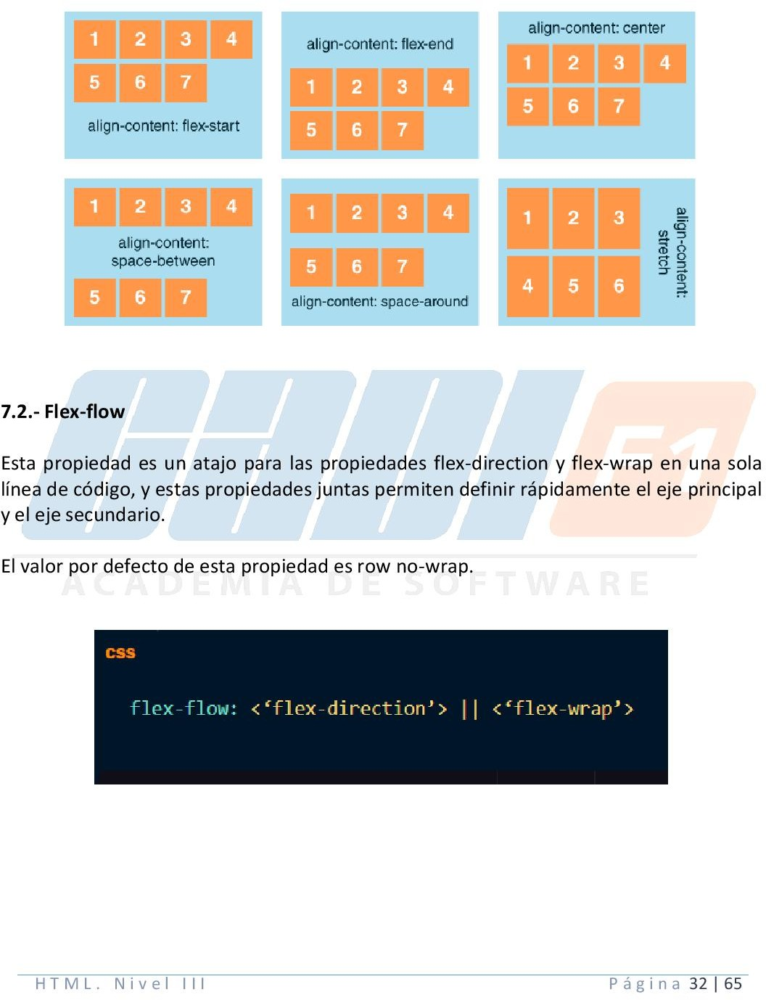 1 2 3 4
5 6 7
align-content: flex-start
align-content: flex-end
1 2 3 4
5 6 7
align-content: center
1 2 3 4
5 6 7
1 2 3 4
align-content:
space-between
5 6 7
1 2 3 4
5 6 7
align-content: space-around
1 2 3
4 5 6
align-content:
stretch
CADI F1
7.2.- Flex-flow
Esta propiedad es un atajo para las propiedades flex-direction y flex-wrap en una sola
línea de código, y estas propiedades juntas permiten definir rápidamente el eje principal
y el eje secundario.
El valor por defecto de esta propiedad es row no-wrap.
ACADEMIA DE SOFTWARE
css
flex-flow: <‘flex-direction’> || <‘flex-wrap’>
HTML. Nivel III
Página 32 | 65